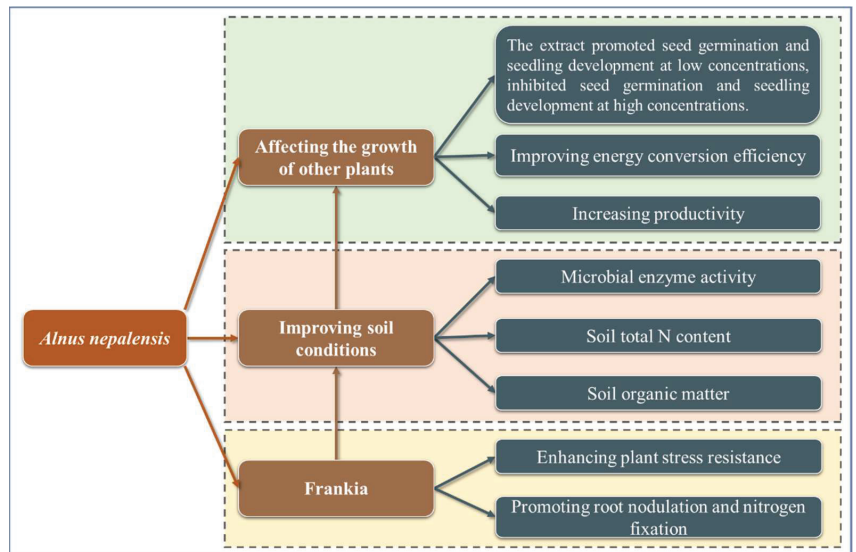 The extract promoted seed germination and
seedling development at low concentrations,
inhibited seed germination and seedling
development at high concentrations.
Affecting the growth
of other plants
Improving energy conversion efficiency
Increasing productivity
Microbial enzyme activity
Alnus nepalensis
Improving soil
conditions
Soil total N content
Soil organic matter
Enhancing plant stress resistance
Frankia
Promoting root nodulation and nitrogen
fixation